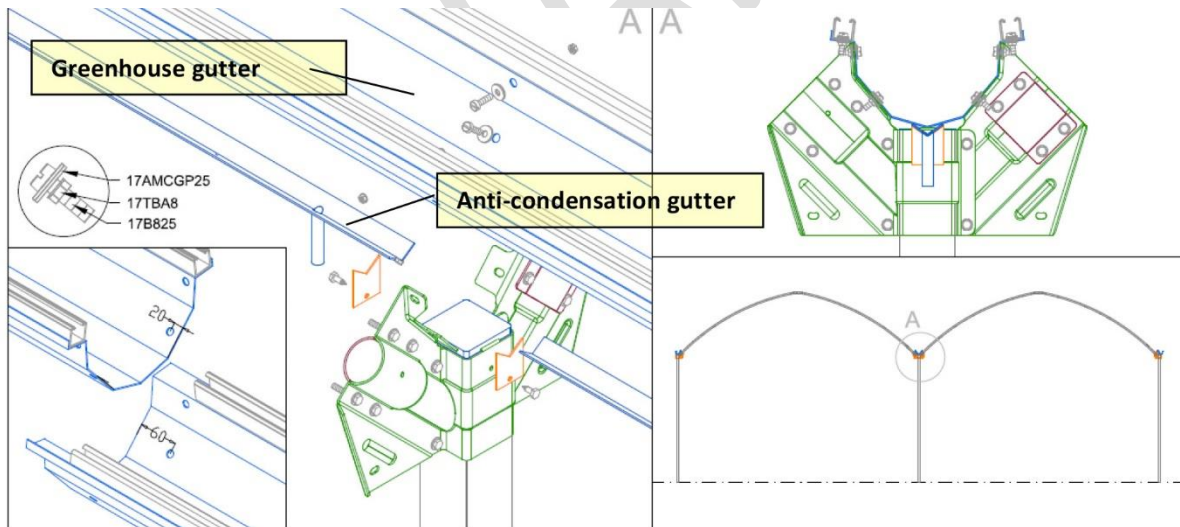 A A
Greenhouse gutter
17AMCGP25
17TBA8
17B825
Anti-condensation gutter
20
60
A